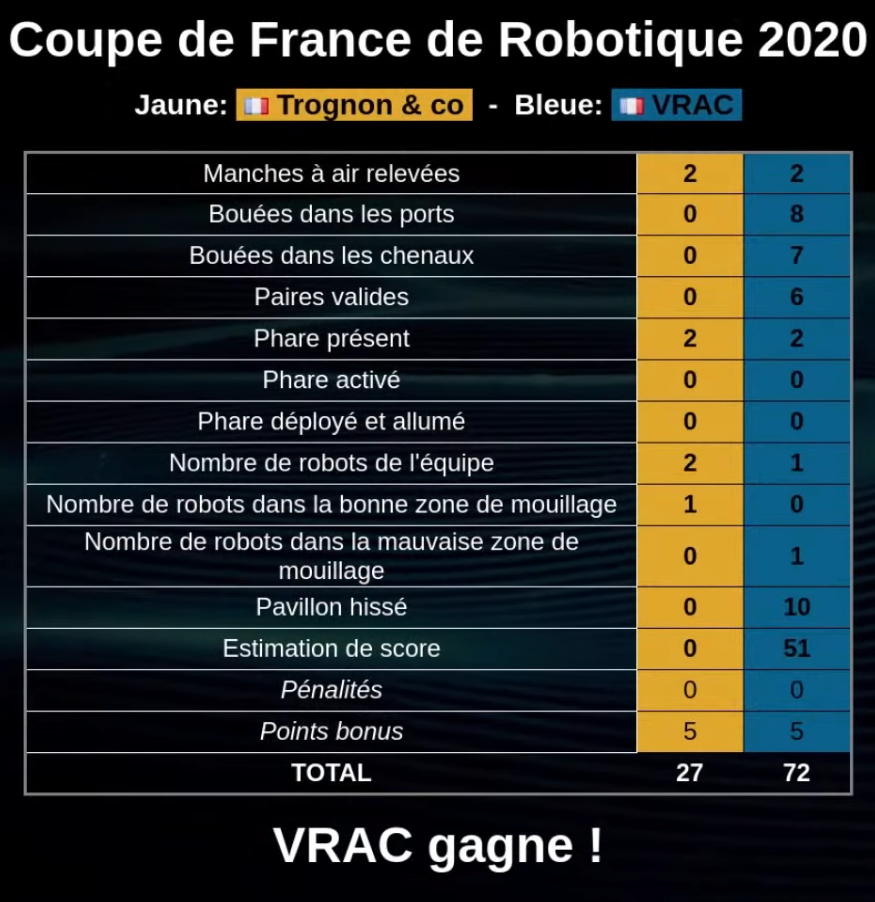 Coupe de France de Robotique 2020
Jaune: Trognon & co - Bleue: VRAC
Manches à air relevées 2 2
Bouées dans les ports 0 8
Bouées dans les chenaux 0 7
Paires valides 0 6
Phare présent 2 2
Phare activé 0 0
Phare déployé et allumé 0 0
Nombre de robots de l'équipe 2 1
Nombre de robots dans la bonne zone de mouillage 1 0
Nombre de robots dans la mauvaise zone de
mouillage 0 1
Pavillon hissé 0 10
Estimation de score 0 51
Pénalités 0 0
Points bonus 5 5
TOTAL 27 72
VRAC gagne !